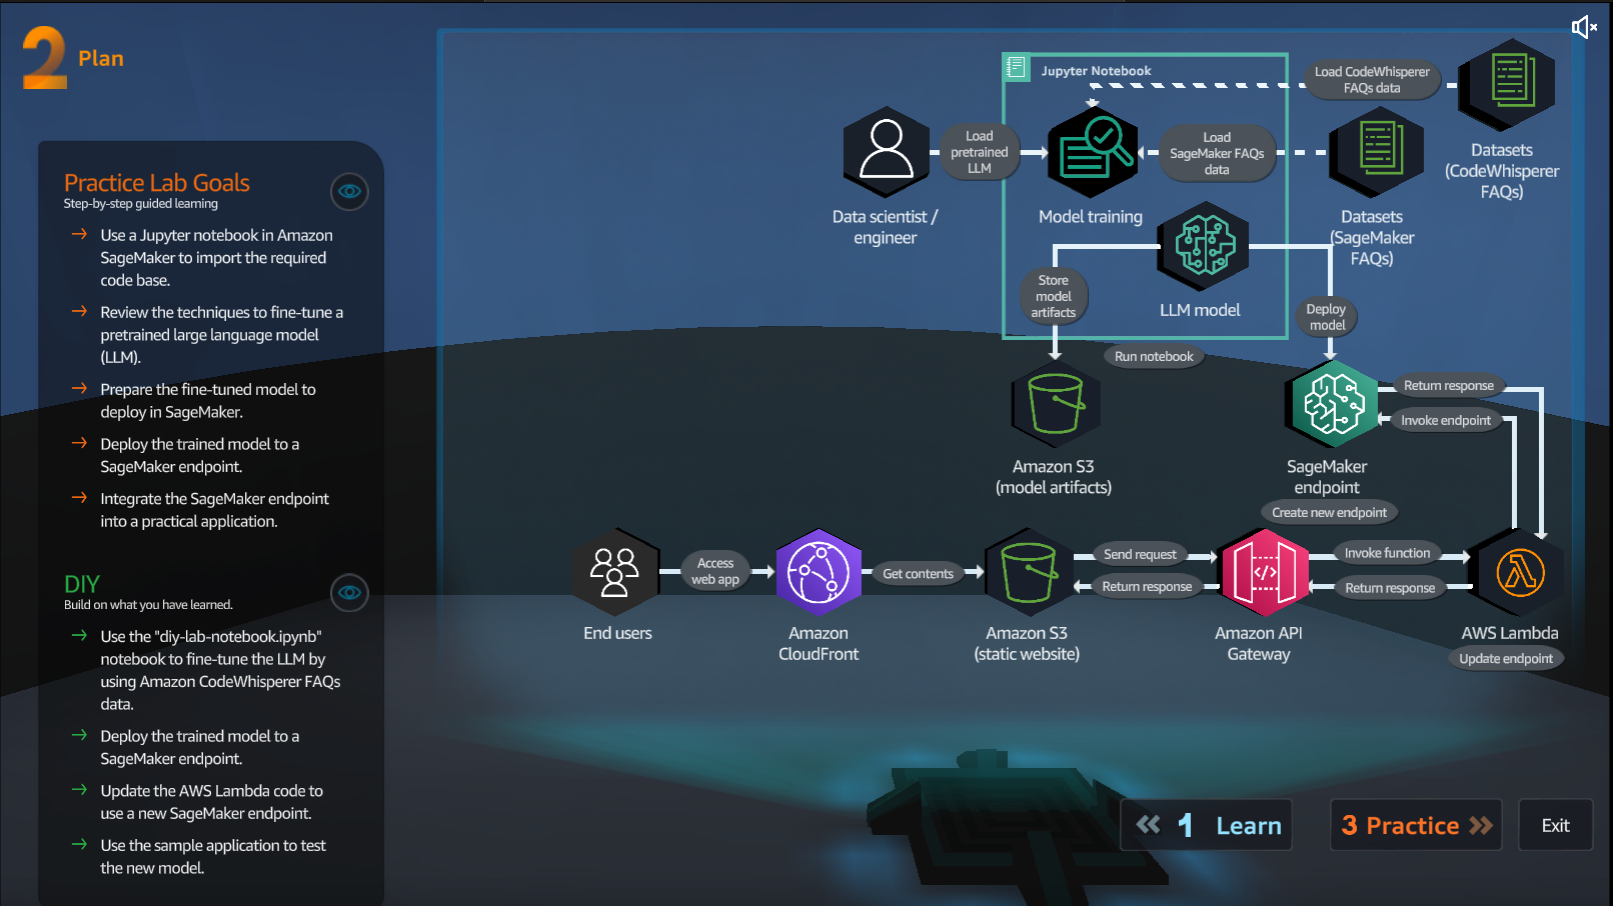 2 Plan
Practice Lab Goals
Step-by-step guided learning
Use a Jupyter notebook in Amazon
SageMaker to import the required
code base.
Review the techniques to fine-tune a
pretrained large language model
(LLM).
Prepare the fine-tuned model to
deploy in SageMaker.
Deploy the trained model to a
SageMaker endpoint.
Integrate the SageMaker endpoint
into a practical application.
DIY
Build on what you have learned.
Use the "diy-lab-notebook.ipynb"
notebook to fine-tune the LLM by
using Amazon CodeWhisperer FAQs
data.
Deploy the trained model to a
SageMaker endpoint.
Update the AWS Lambda code to
use a new SageMaker endpoint.
Use the sample application to test
the new model.
Jupyter Notebook
Load CodeWhisperer
FAQs data
Datasets
(CodeWhisperer
FAQs)
Data scientist /
engineer
Load
pretrained
LLM
Model training
Load
SageMaker FAQs
data
Datasets
(SageMaker
FAQs)
LLM model
Store
model
artifacts
Deploy
model
Run notebook
Amazon S3
(model artifacts)
SageMaker
endpoint
Create new endpoint
Return response
Invoke endpoint
End users
Access
web app
Amazon
CloudFront
Get contents
Amazon S3
(static website)
Send request
Return response
Amazon API
Gateway
Invoke function
Return response
AWS Lambda
Update endpoint
1 Learn
3 Practice
Exit